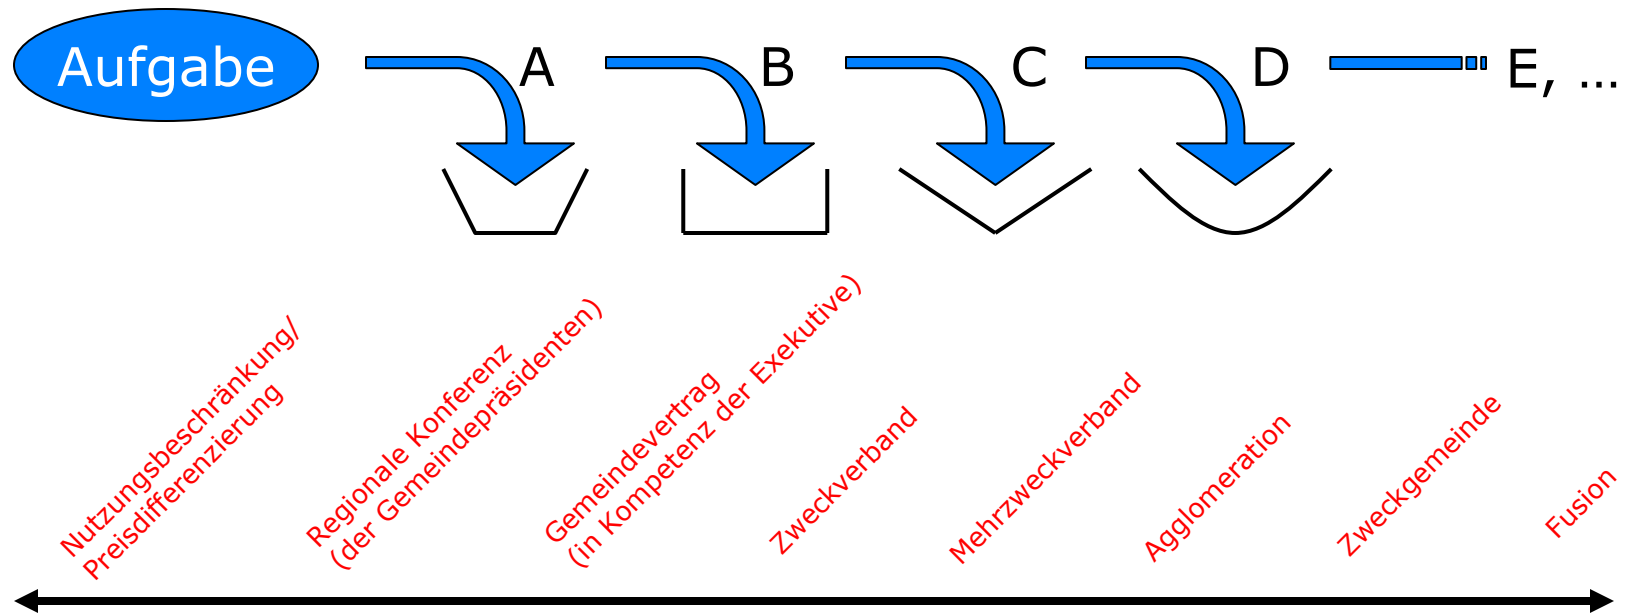 Aufgabe
A
B
C
D
E, ...
Nutzungsbeschränkung/
Preisdifferenzierung
Regionale Konferenz
(der Gemeindepräsidenten)
Gemeindevertrag
(in Kompetenz der Exekutive)
Zweckverband
Mehrzweckverband
Agglomeration
Zweckgemeinde
Fusion